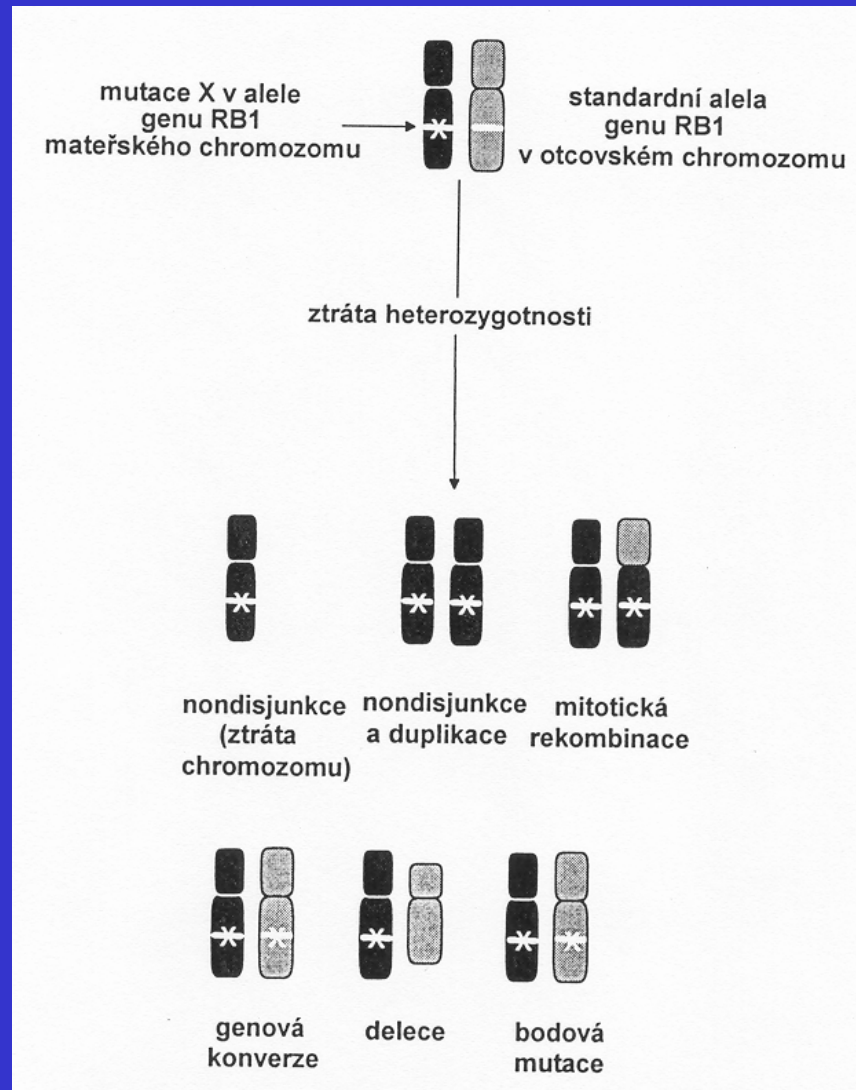 mutace X v alele
genu RB1
mateřského chromozomu
standardní alela
genu RB1
v otcovském chromozomu
X
ztráta heterozygotnosti
X
X X
X X
nondisjunkce
(ztráta
chromozomu)
nondisjunkce
a duplikace
mitotická
rekombinace
X X
X
X X
genová
konverze
delece
bodová
mutace